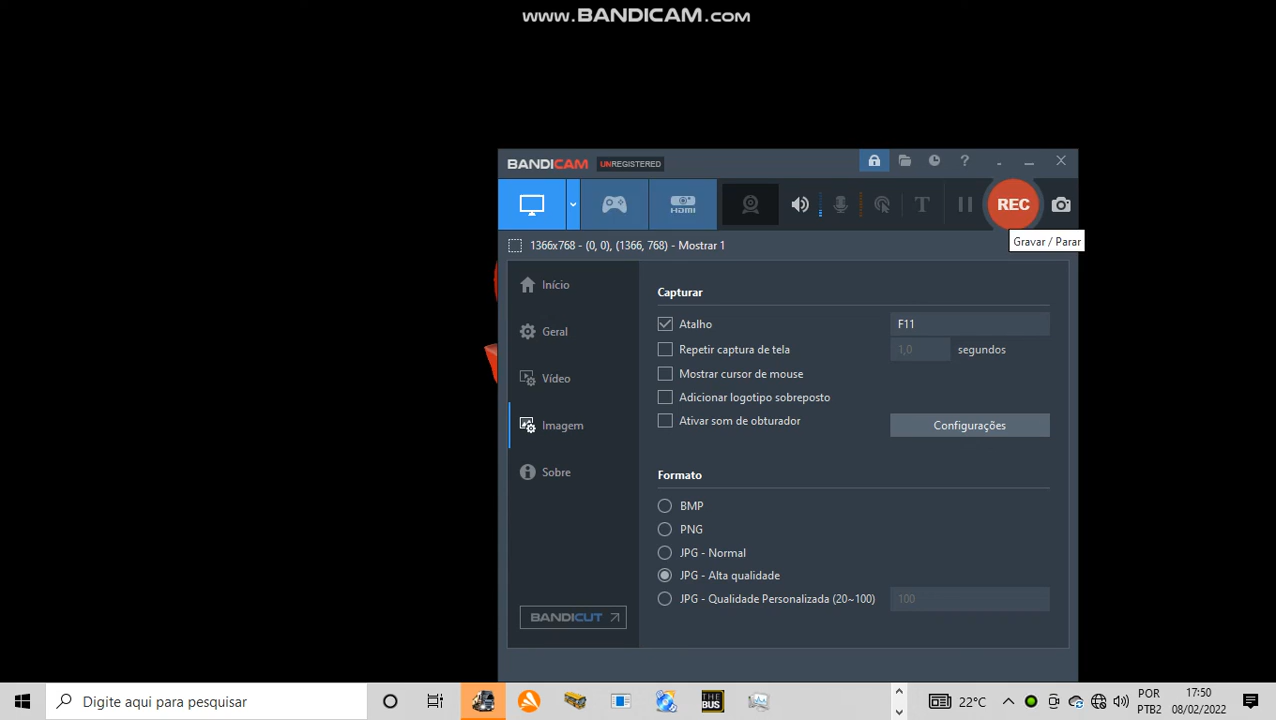 www.BANDICAM.com
BANDICAM UNREGISTERED
HDMI
T
REC
Gravar / Parar
1366x768 - (0, 0), (1366, 768) - Mostrar 1
Início
Geral
Vídeo
Imagem
Sobre
BANDICUT
Capturar
Atalho F11
Repetir captura de tela 1,0 segundos
Mostrar cursor de mouse
Adicionar logotipo sobreposto
Ativar som de obturador Configurações
Formato
BMP
PNG
JPG - Normal
JPG - Alta qualidade
JPG - Qualidade Personalizada (20~100) 100
Digite aqui para pesquisar
THE BUS
22°C
POR
PTB2
17:50
08/02/2022